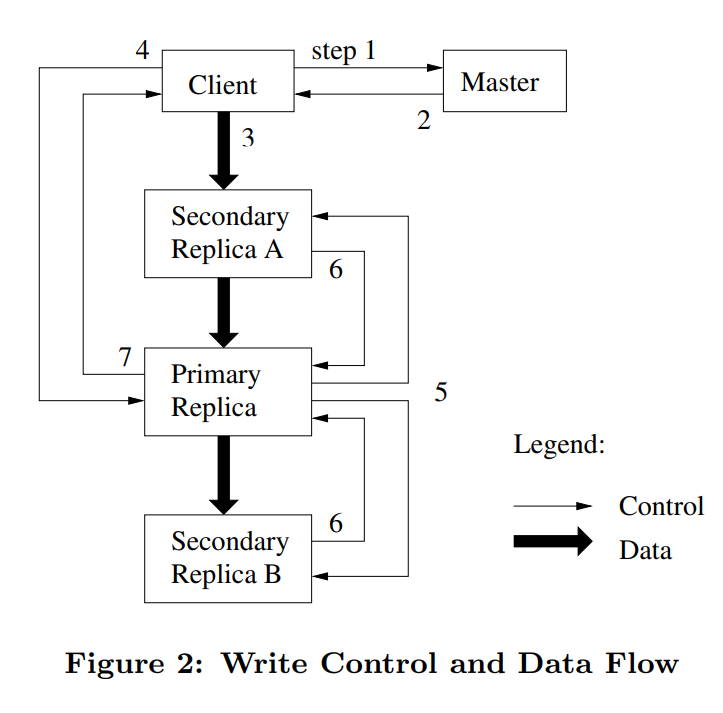 4
step 1
Client
Master
2
3
Secondary
Replica A
6
7
Primary
Replica
5
Legend:
Control
6
Secondary
Replica B
Data
Figure 2: Write Control and Data Flow